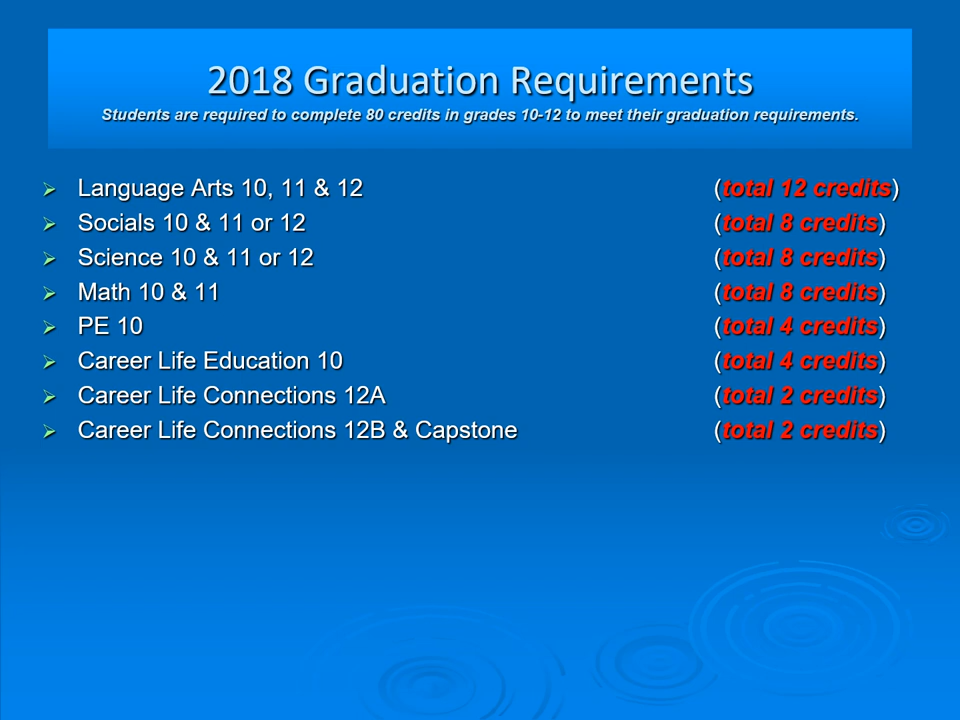 2018 Graduation Requirements
Students are required to complete 80 credits in grades 10-12 to meet their graduation requirements.
Language Arts 10, 11 & 12 (total 12 credits)
Socials 10 & 11 or 12 (total 8 credits)
Science 10 & 11 or 12 (total 8 credits)
Math 10 & 11 (total 8 credits)
PE 10 (total 4 credits)
Career Life Education 10 (total 4 credits)
Career Life Connections 12A (total 2 credits)
Career Life Connections 12B & Capstone (total 2 credits)